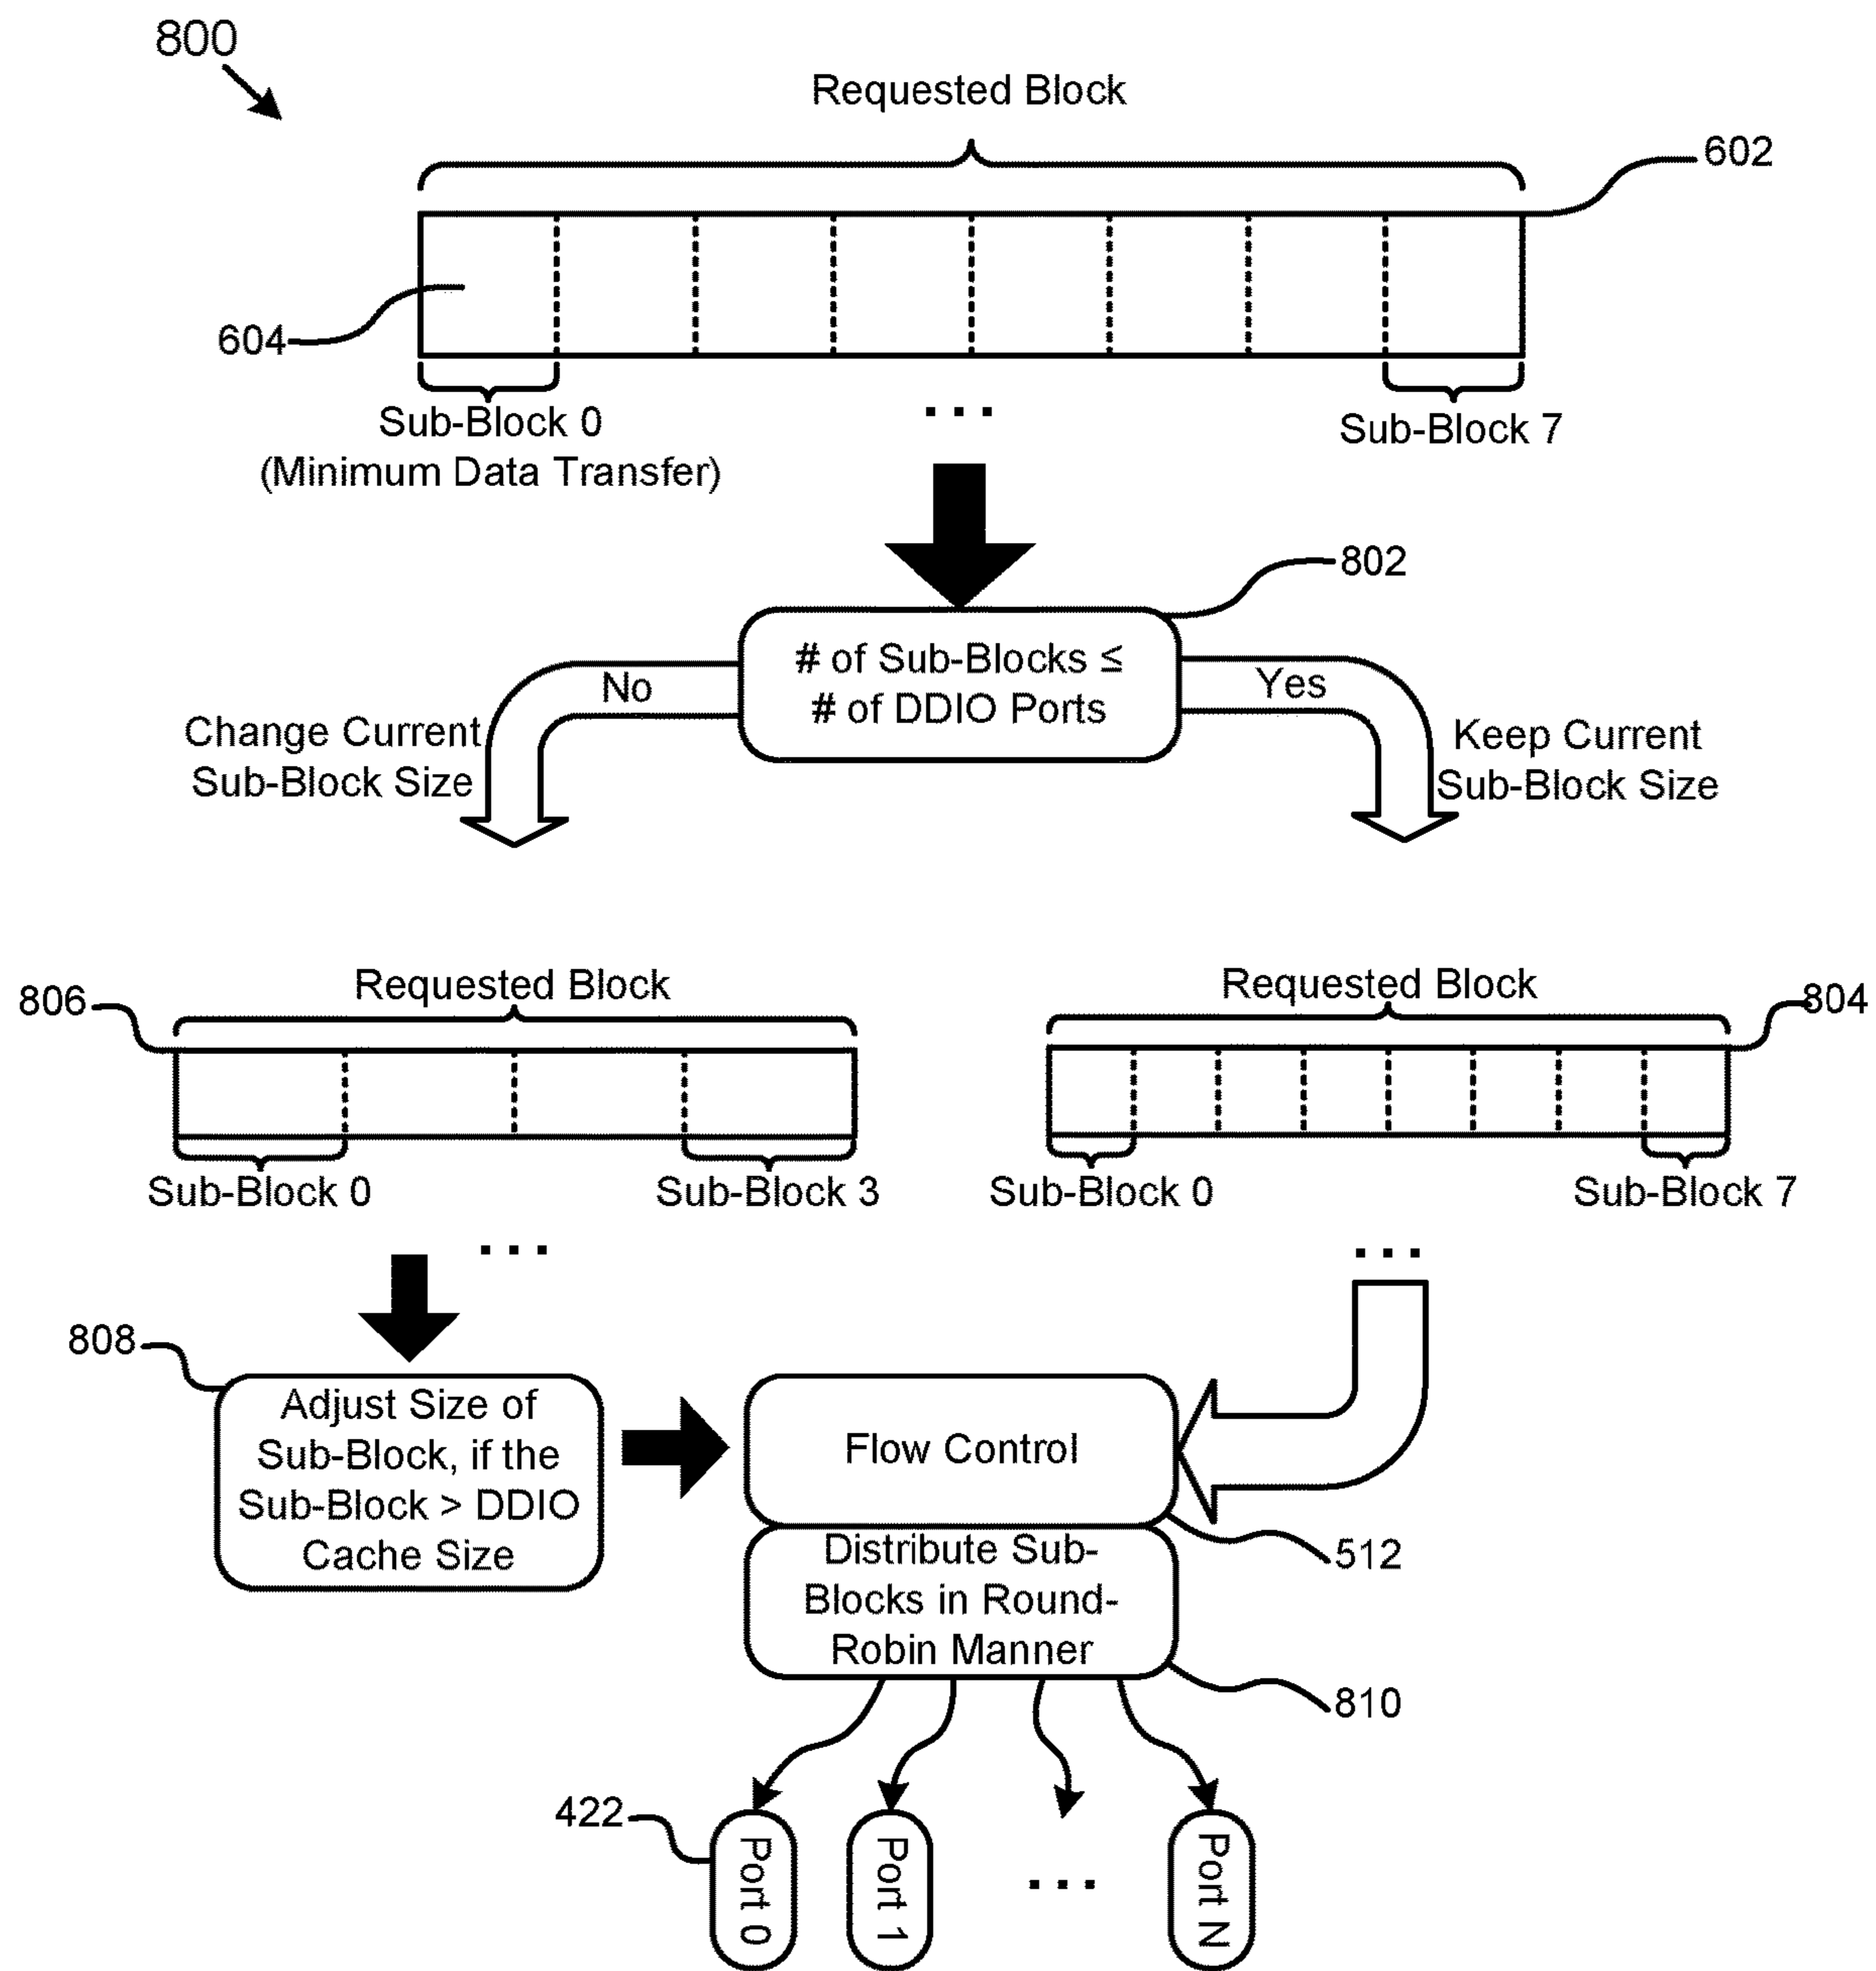 800
Requested Block
602
604
Sub-Block 0
(Minimum Data Transfer)
...
Sub-Block 7
802
# of Sub-Blocks ≤
# of DDIO Ports
No
Yes
Change Current
Sub-Block Size
Keep Current
Sub-Block Size
806
Requested Block
Requested Block
804
Sub-Block 0
Sub-Block 3
Sub-Block 0
Sub-Block 7
...
...
808
Adjust Size of
Sub-Block, if the
Sub-Block > DDIO
Cache Size
Flow Control
512
Distribute Sub-
Blocks in Round-
Robin Manner
810
422
Port 0
Port 1
...
Port N